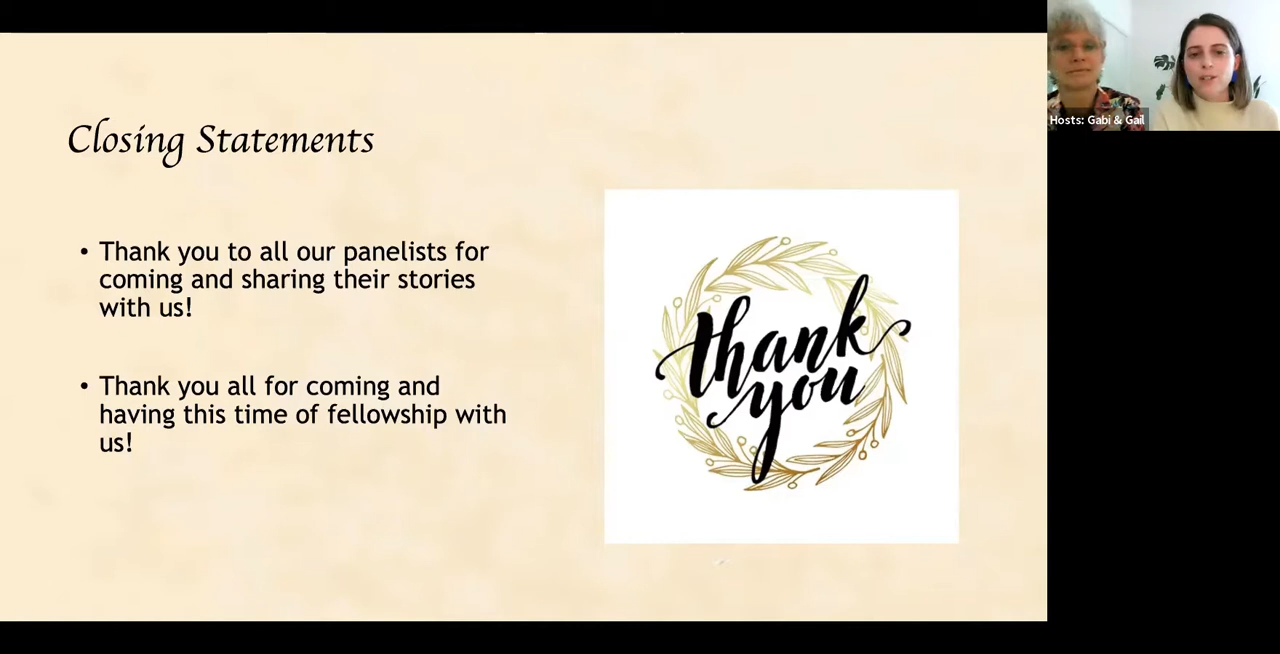 Closing Statements
• Thank you to all our panelists for
coming and sharing their stories
with us!
• Thank you all for coming and
having this time of fellowship with
us!
thank
you
Hosts: Gabi & Gail